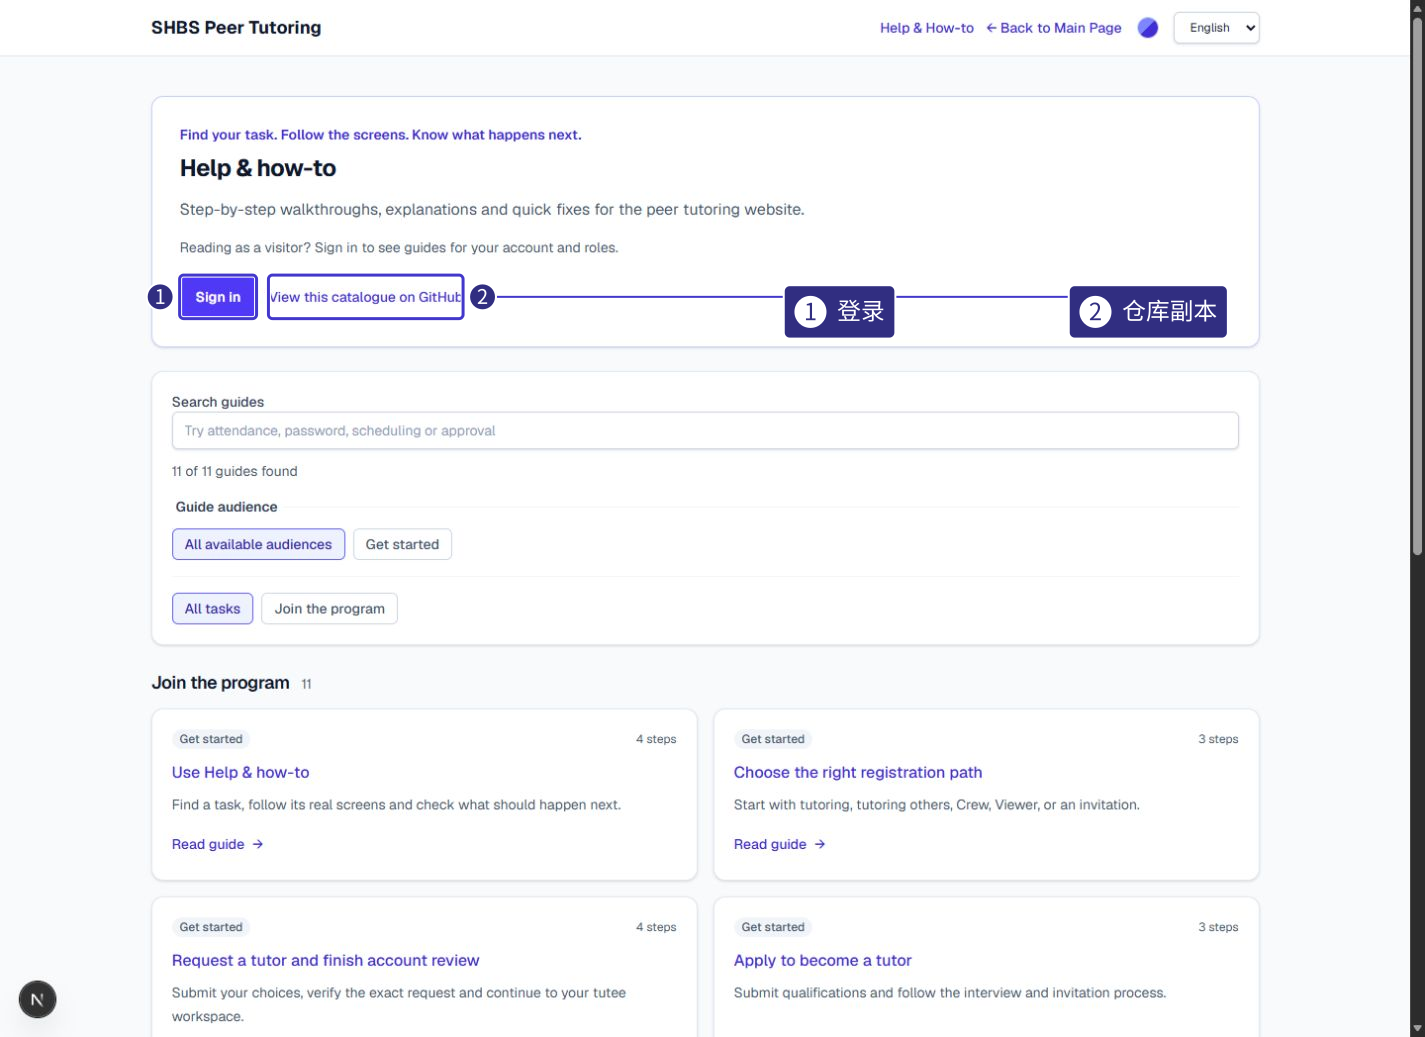 SHBS Peer Tutoring
Help & How-to
← Back to Main Page
English
Find your task. Follow the screens. Know what happens next.
Help & how-to
Step-by-step walkthroughs, explanations and quick fixes for the peer tutoring website.
Reading as a visitor? Sign in to see guides for your account and roles.
1 Sign in
View this catalogue on GitHub 2
1 登录
2 仓库副本
Search guides
Try attendance, password, scheduling or approval
11 of 11 guides found
Guide audience
All available audiences
Get started
All tasks
Join the program
Join the program 11
Get started
4 steps
Use Help & how-to
Find a task, follow its real screens and check what should happen next.
Read guide →
Get started
3 steps
Choose the right registration path
Start with tutoring, tutoring others, Crew, Viewer, or an invitation.
Read guide →
Get started
4 steps
Request a tutor and finish account review
Submit your choices, verify the exact request and continue to your tutee
workspace.
Get started
3 steps
Apply to become a tutor
Submit qualifications and follow the interview and invitation process.
N